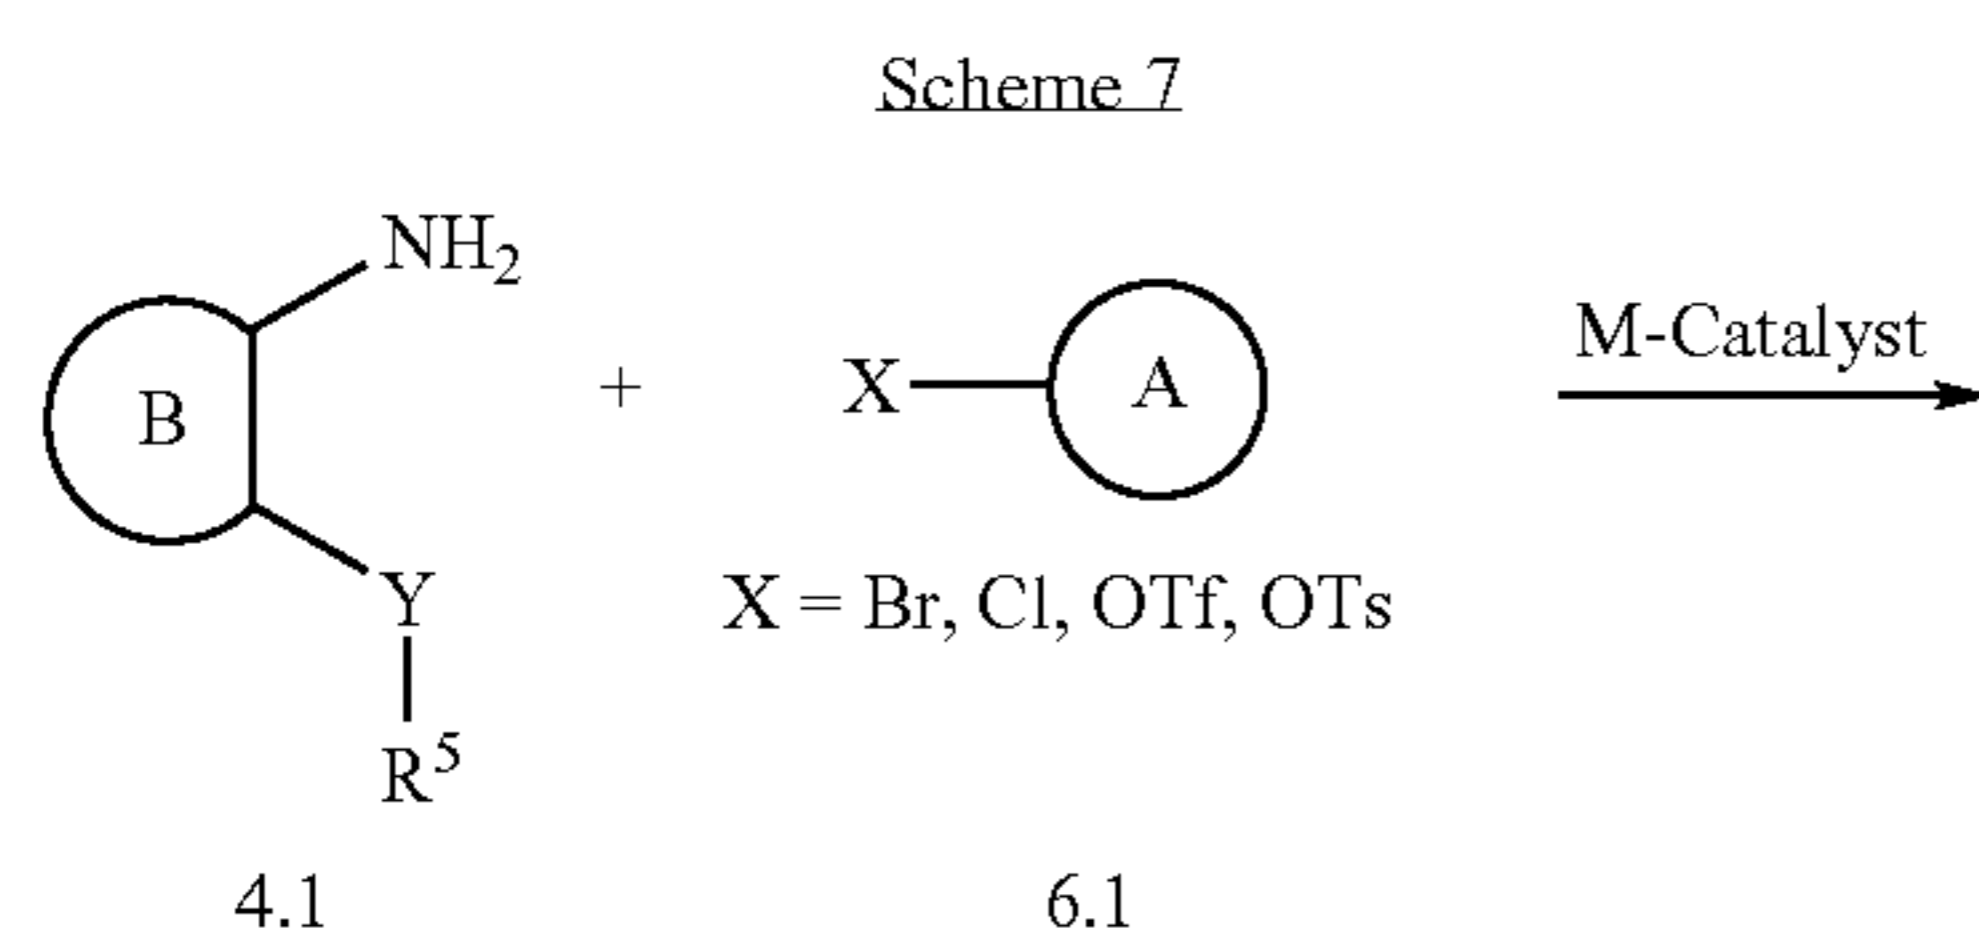 Scheme 7
NH₂
B
+
X
A
M-Catalyst
Y
X = Br, Cl, OTf, OTs
R⁵
4.1
6.1